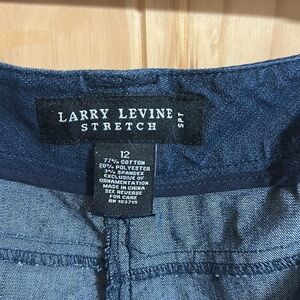 LARRY LEVINE
STRETCH
SPT
12
77% COTTON
20% POLYESTER
3% SPANDEX
EXCLUSIVE OF
ORNAMENTATION
MADE IN CHINA
SEE REVERSE
FOR CARE
RN 103715